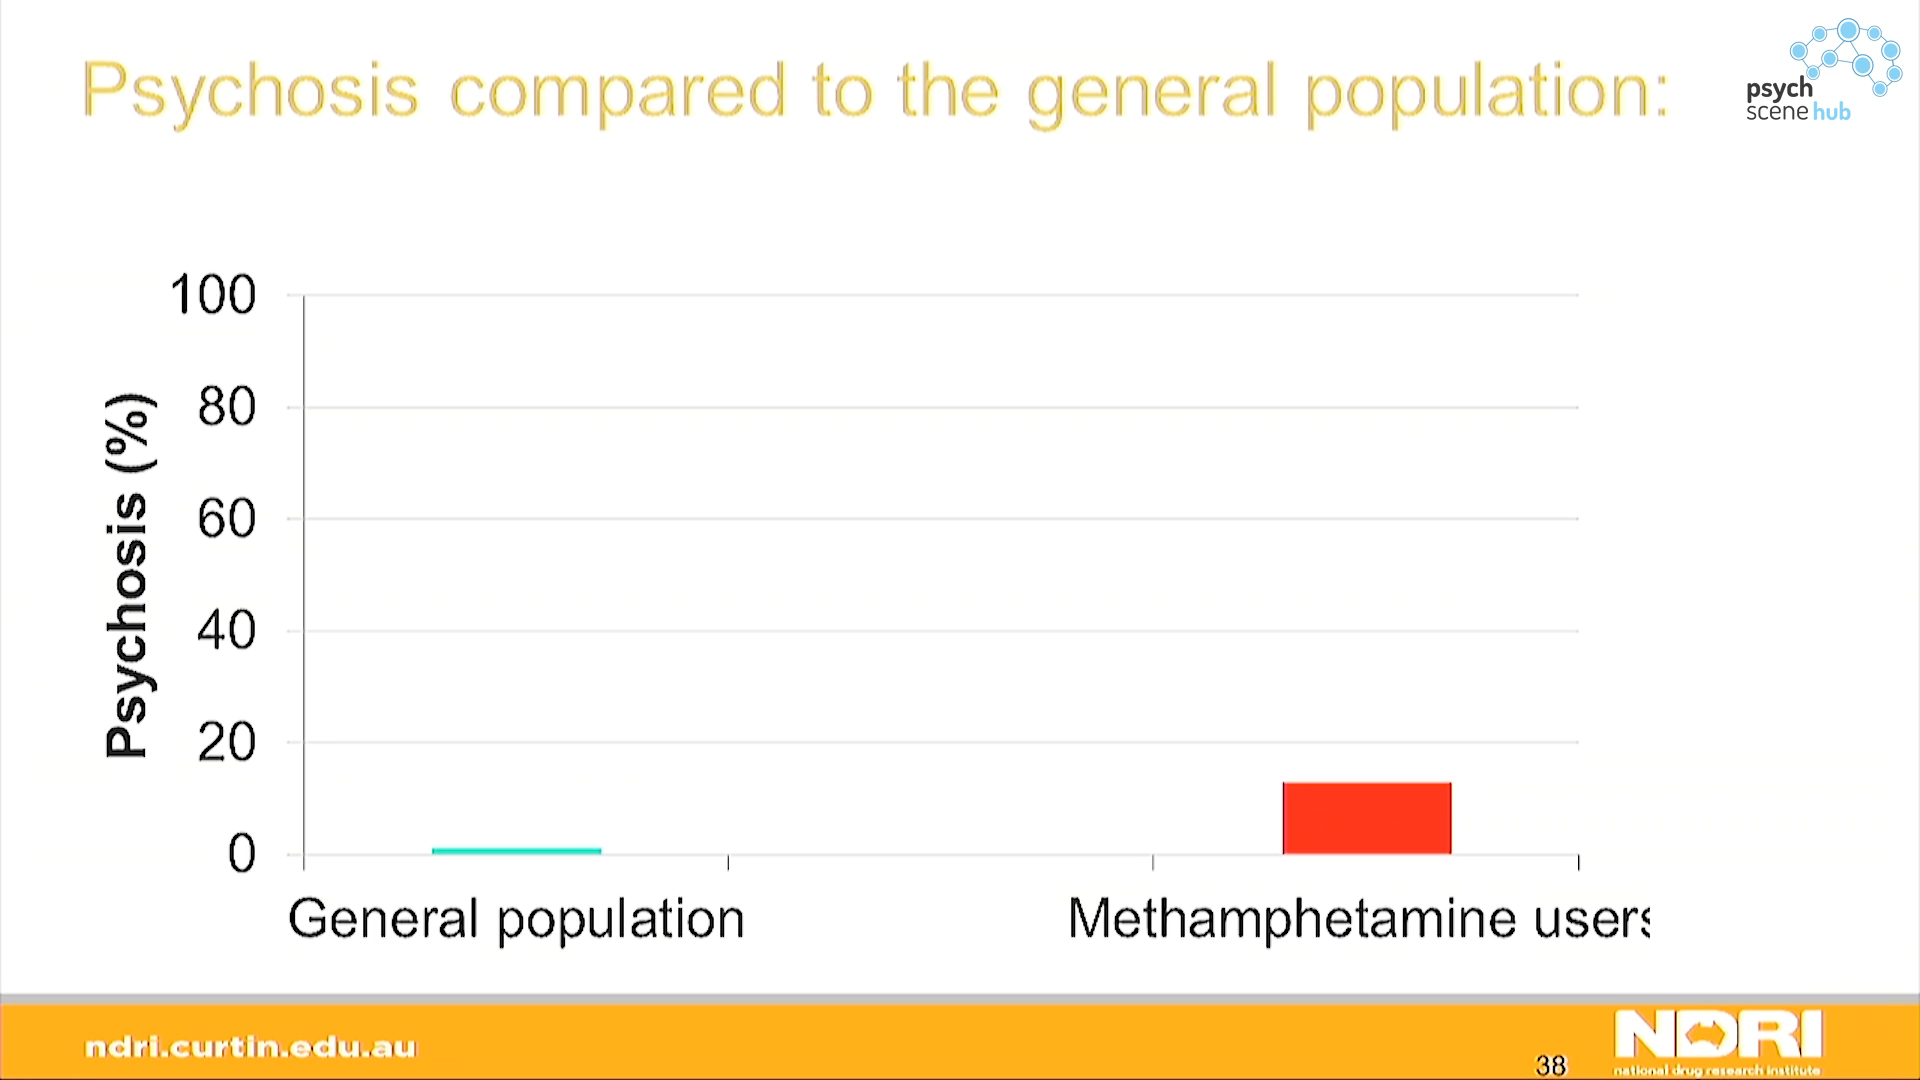 Psychosis compared to the general population:
psych
scene hub
100
80
60
40
20
0
Psychosis (%)
General population
Methamphetamine users
ndri.curtin.edu.au
38
NDRI
national drug research institute